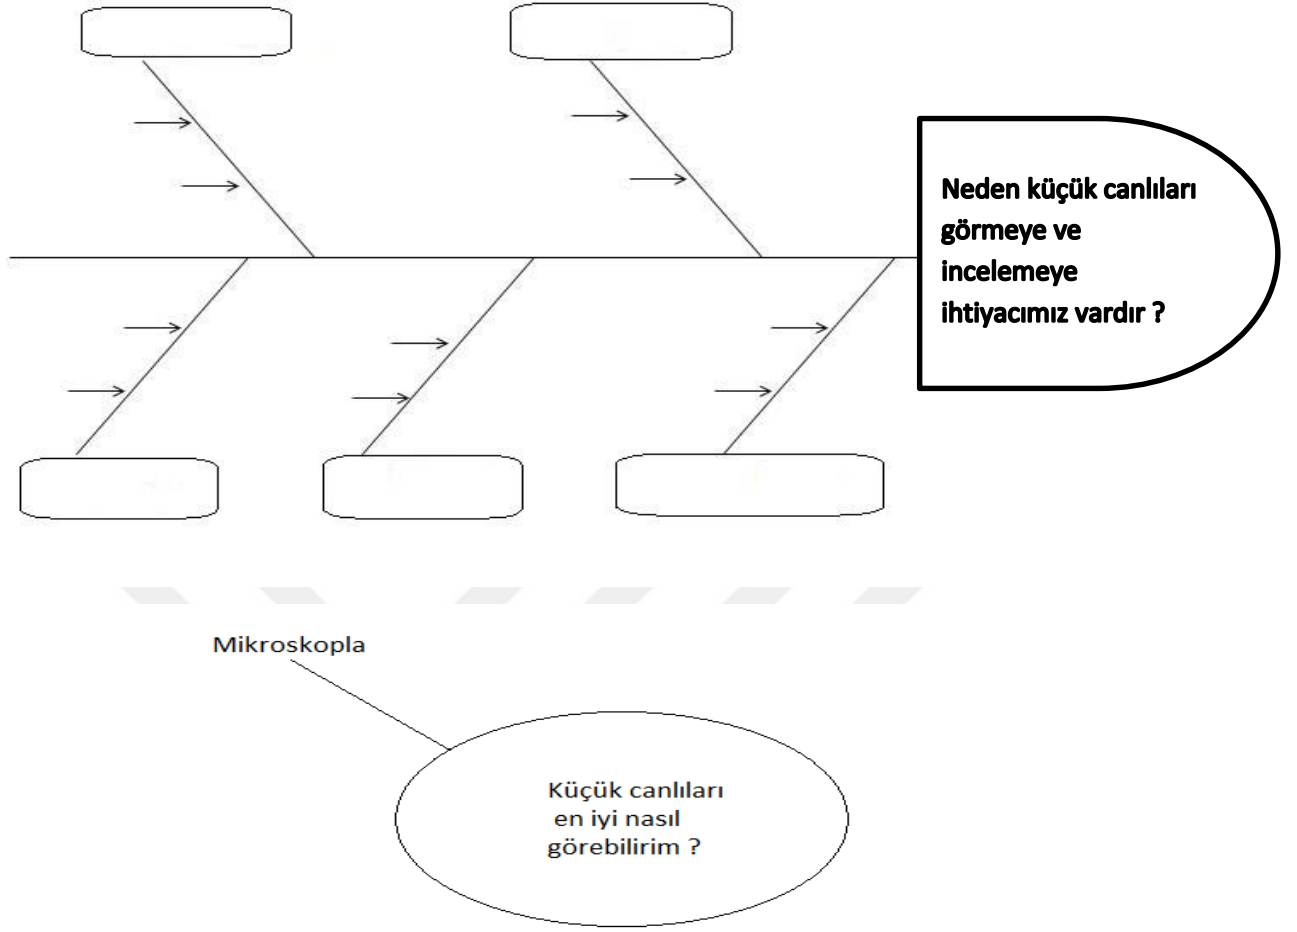 Neden küçük canlıları
görmeye ve
incelemeye
ihtiyacımız vardır ?
Mikroskopla
Küçük canlıları
en iyi nasıl
görebilirim ?